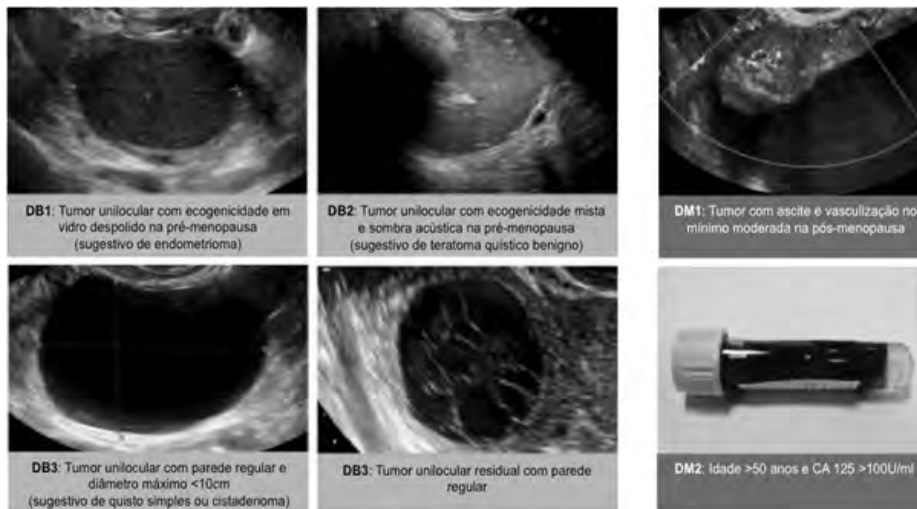 DB1: Tumor unilocular com ecogenicidade em
vidro despolido na pré-menopausa
(sugestivo de endometrioma)
DB2: Tumor unilocular com ecogenicidade mista
e sombra acústica na pré-menopausa
(sugestivo de teratoma quístico benigno)
DM1: Tumor com ascite e vasculização no
mínimo moderada na pós-menopausa
DB3: Tumor unilocular com parede regular e
diâmetro máximo <10cm
(sugestivo de quisto simples ou cistadenoma)
DB3: Tumor unilocular residual com parede
regular
DM2: Idade >50 anos e CA 125 >100U/ml